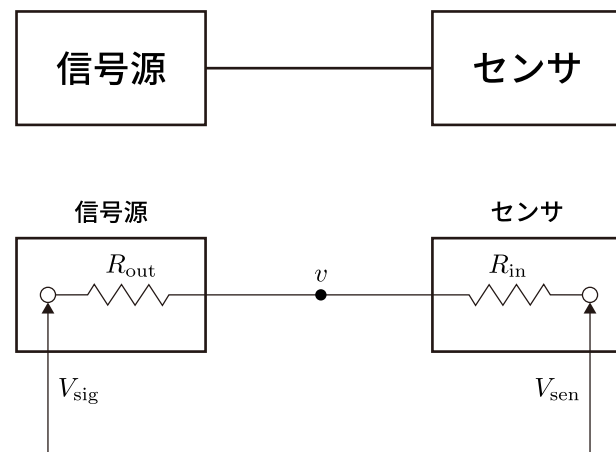 信号源
センサ
信号源
センサ
R_out
v
R_in
V_sig
V_sen